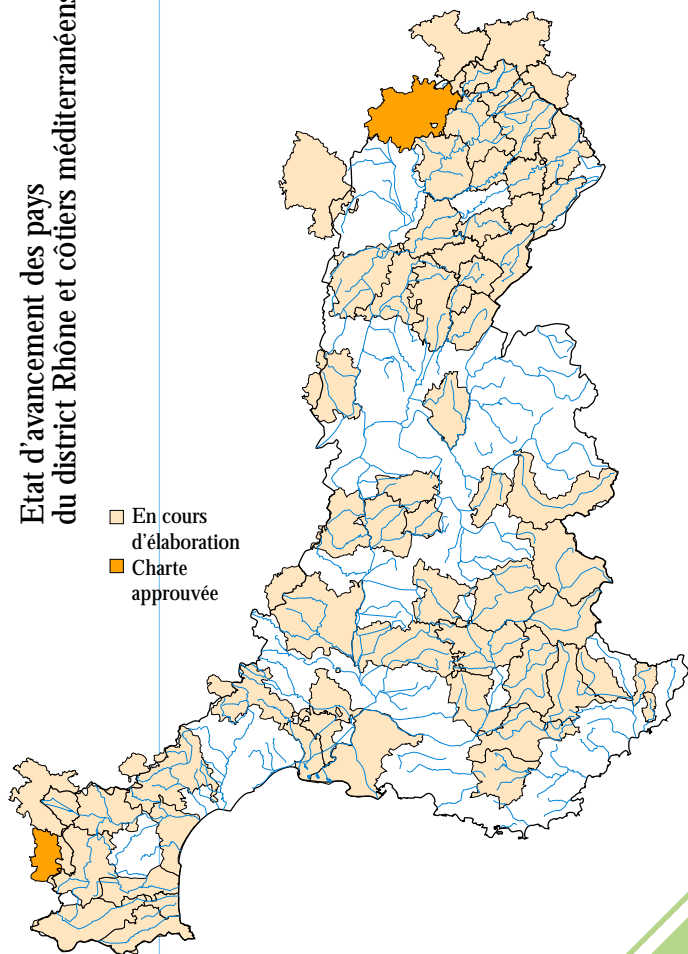 Etat d'avancement des pays
du district Rhône et côtiers méditerranéens
En cours
d'élaboration
Charte
approuvée